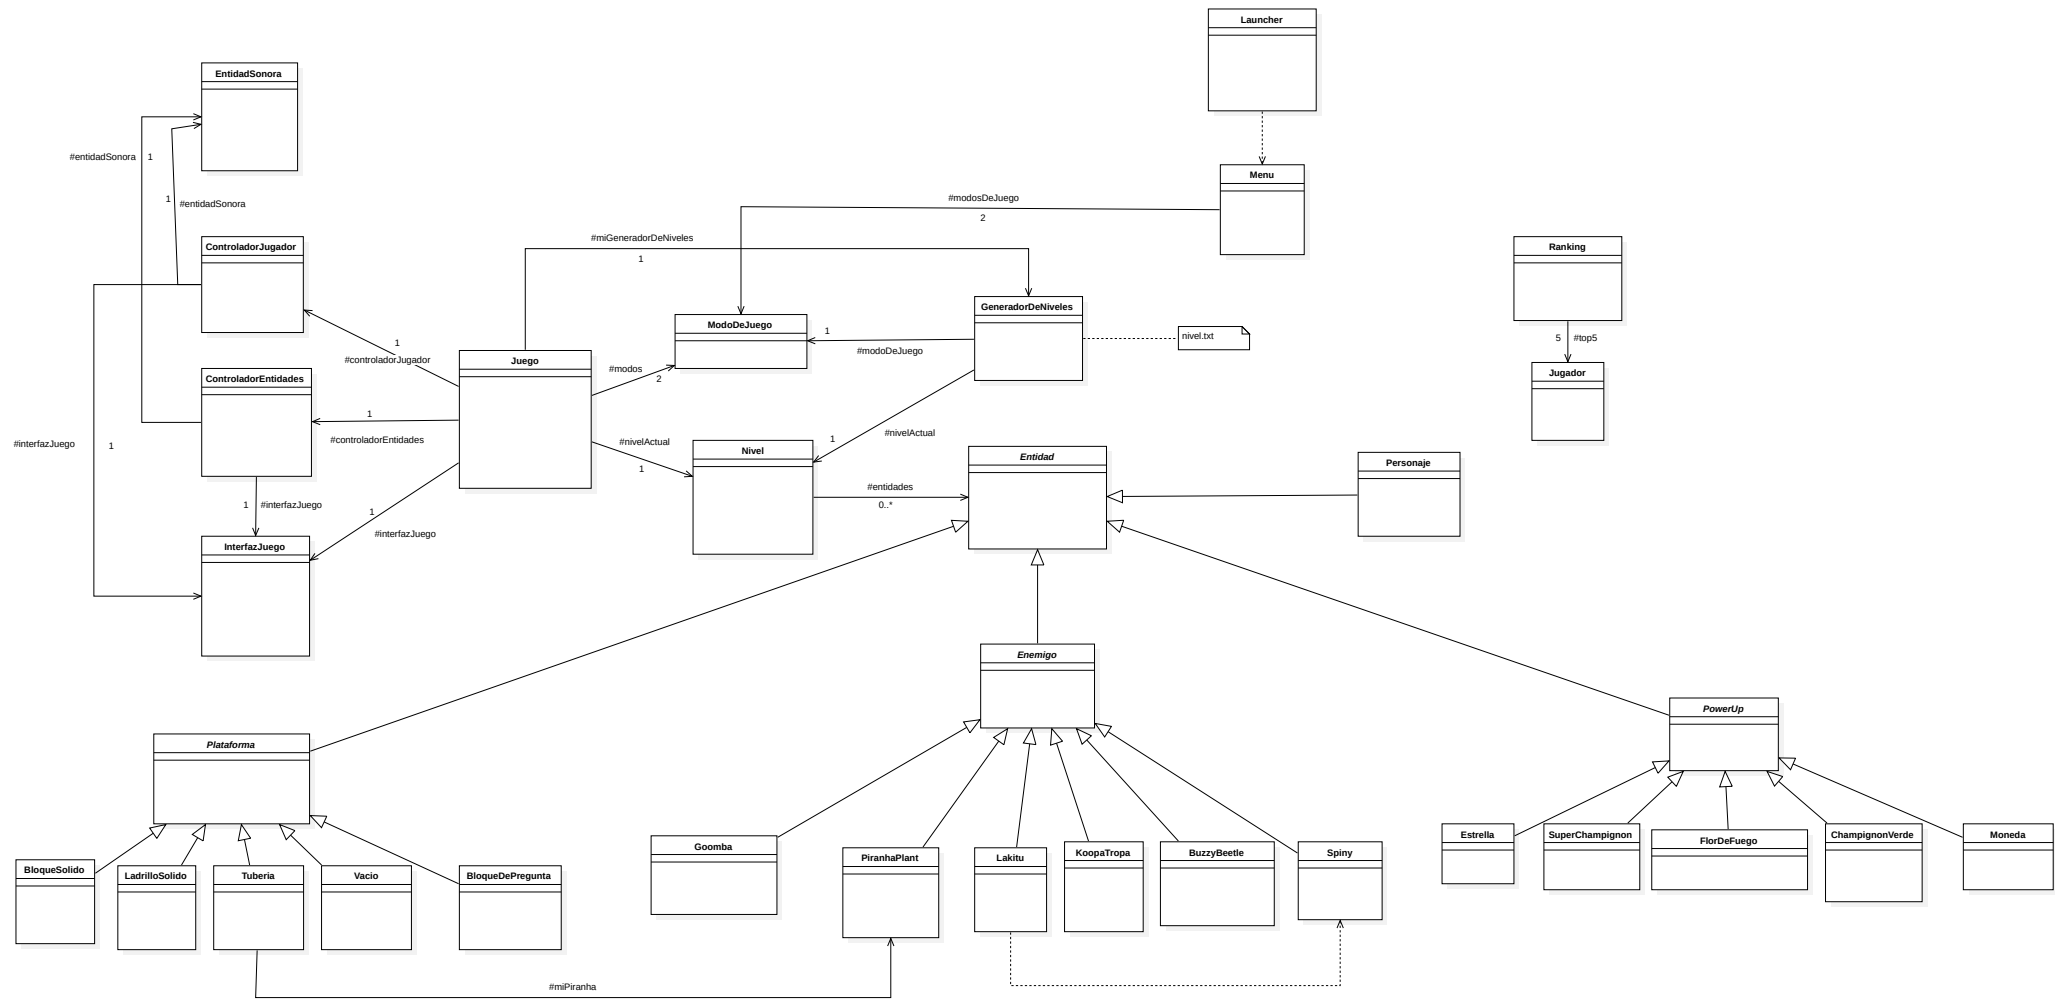 Launcher
EntidadSonora
#entidadSonora
1
Menu
1
#entidadSonora
#modosDeJuego
2
#miGeneradorDeNiveles
1
ControladorJugador
Ranking
GeneradorDeNiveles
ModoDeJuego
1
#modoDeJuego
nivel.txt
5
#top5
1
#controladorJugador
Juego
#modos
2
Jugador
ControladorEntidades
1
#controladorEntidades
#interfazJuego
1
#nivelActual
1
1
#nivelActual
Nivel
Entidad
Personaje
#entidades
0..*
1
#interfazJuego
1
#interfazJuego
InterfazJuego
Enemigo
PowerUp
Plataforma
Estrella
SuperChampignon
FlorDeFuego
ChampignonVerde
Moneda
Goomba
PiranhaPlant
Lakitu
KoopaTropa
BuzzyBeetle
Spiny
BloqueSolido
LadrilloSolido
Tuberia
Vacio
BloqueDePregunta
#miPiranha